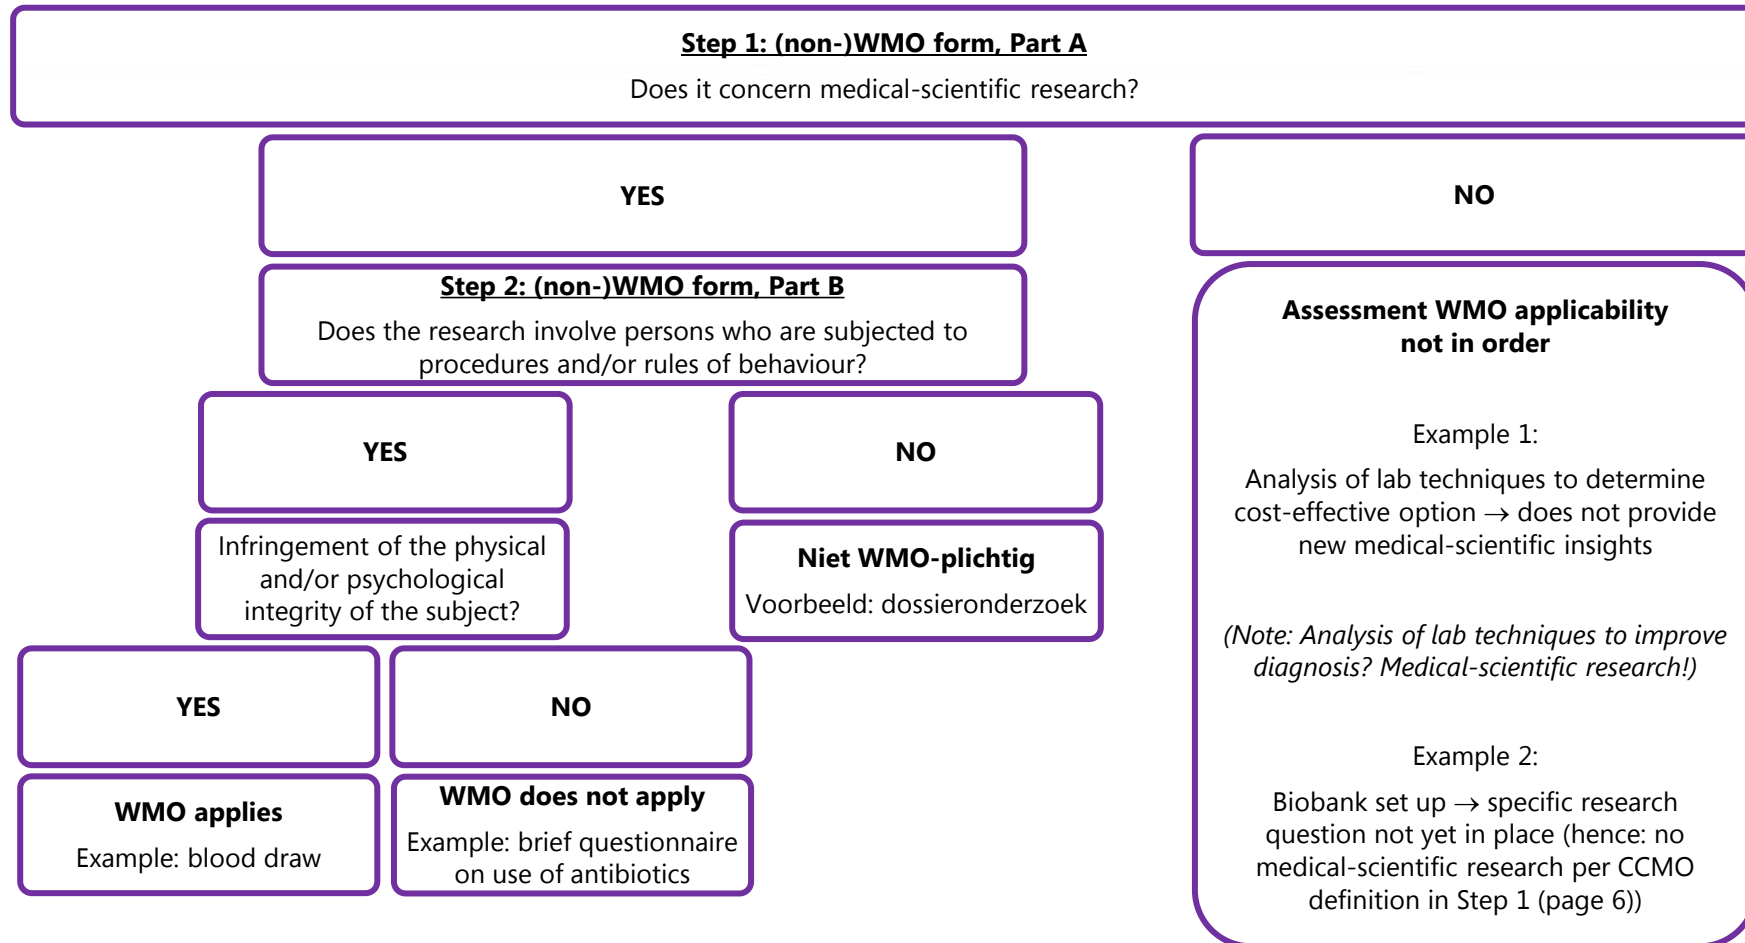 Step 1: (non-)WMO form, Part A
Does it concern medical-scientific research?
YES
NO
Step 2: (non-)WMO form, Part B
Does the research involve persons who are subjected to
procedures and/or rules of behaviour?
YES
NO
Infringement of the physical
and/or psychological
integrity of the subject?
Niet WMO-plichtig
Voorbeeld: dossieronderzoek
YES
NO
WMO applies
Example: blood draw
WMO does not apply
Example: brief questionnaire
on use of antibiotics
Assessment WMO applicability
not in order
Example 1:
Analysis of lab techniques to determine
cost-effective option → does not provide
new medical-scientific insights
(Note: Analysis of lab techniques to improve
diagnosis? Medical-scientific research!)
Example 2:
Biobank set up → specific research
question not yet in place (hence: no
medical-scientific research per CCMO
definition in Step 1 (page 6))